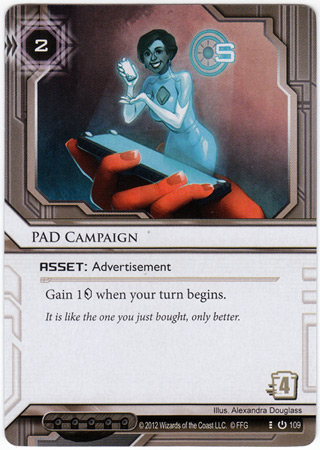 2
S
PAD Campaign
ASSET: Advertisement
Gain 1 when your turn begins.
It is like the one you just bought, only better.
4
Illus. Alexandra Douglass
© 2012 Wizards of the Coast LLC. © FFG 109